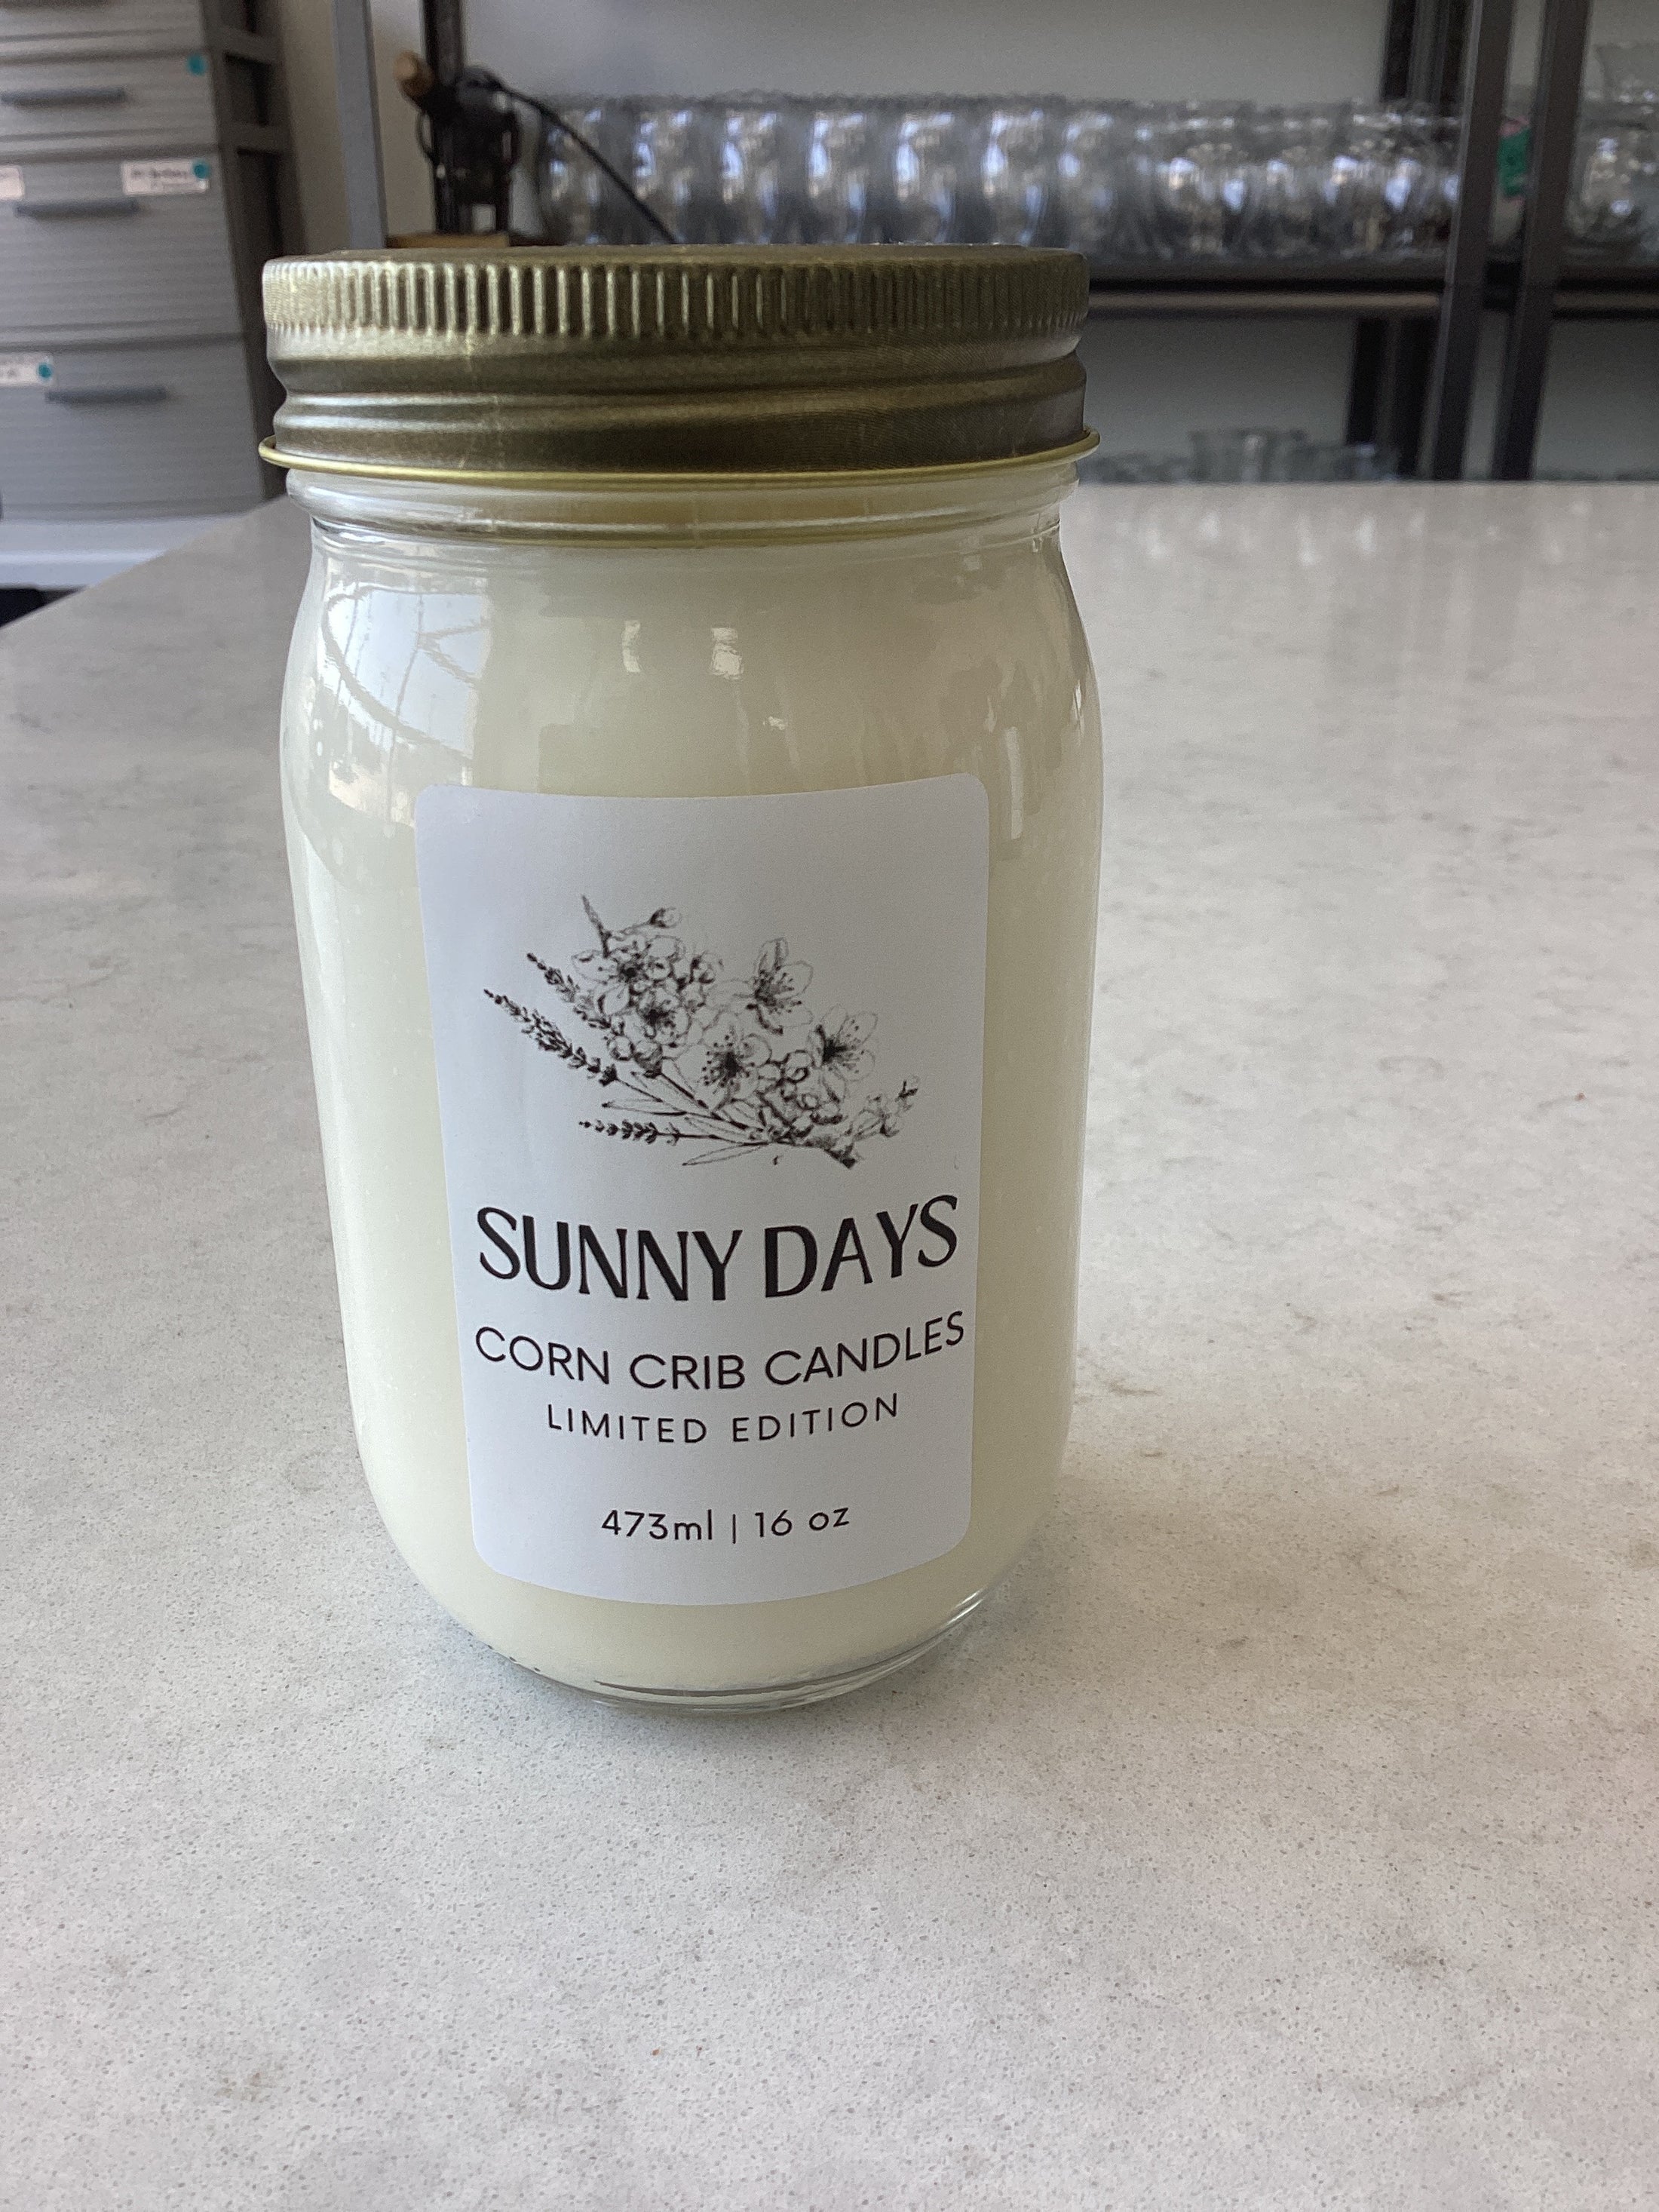 SUNNY DAYS
CORN CRIB CANDLES
LIMITED EDITION
473ml | 16 oz